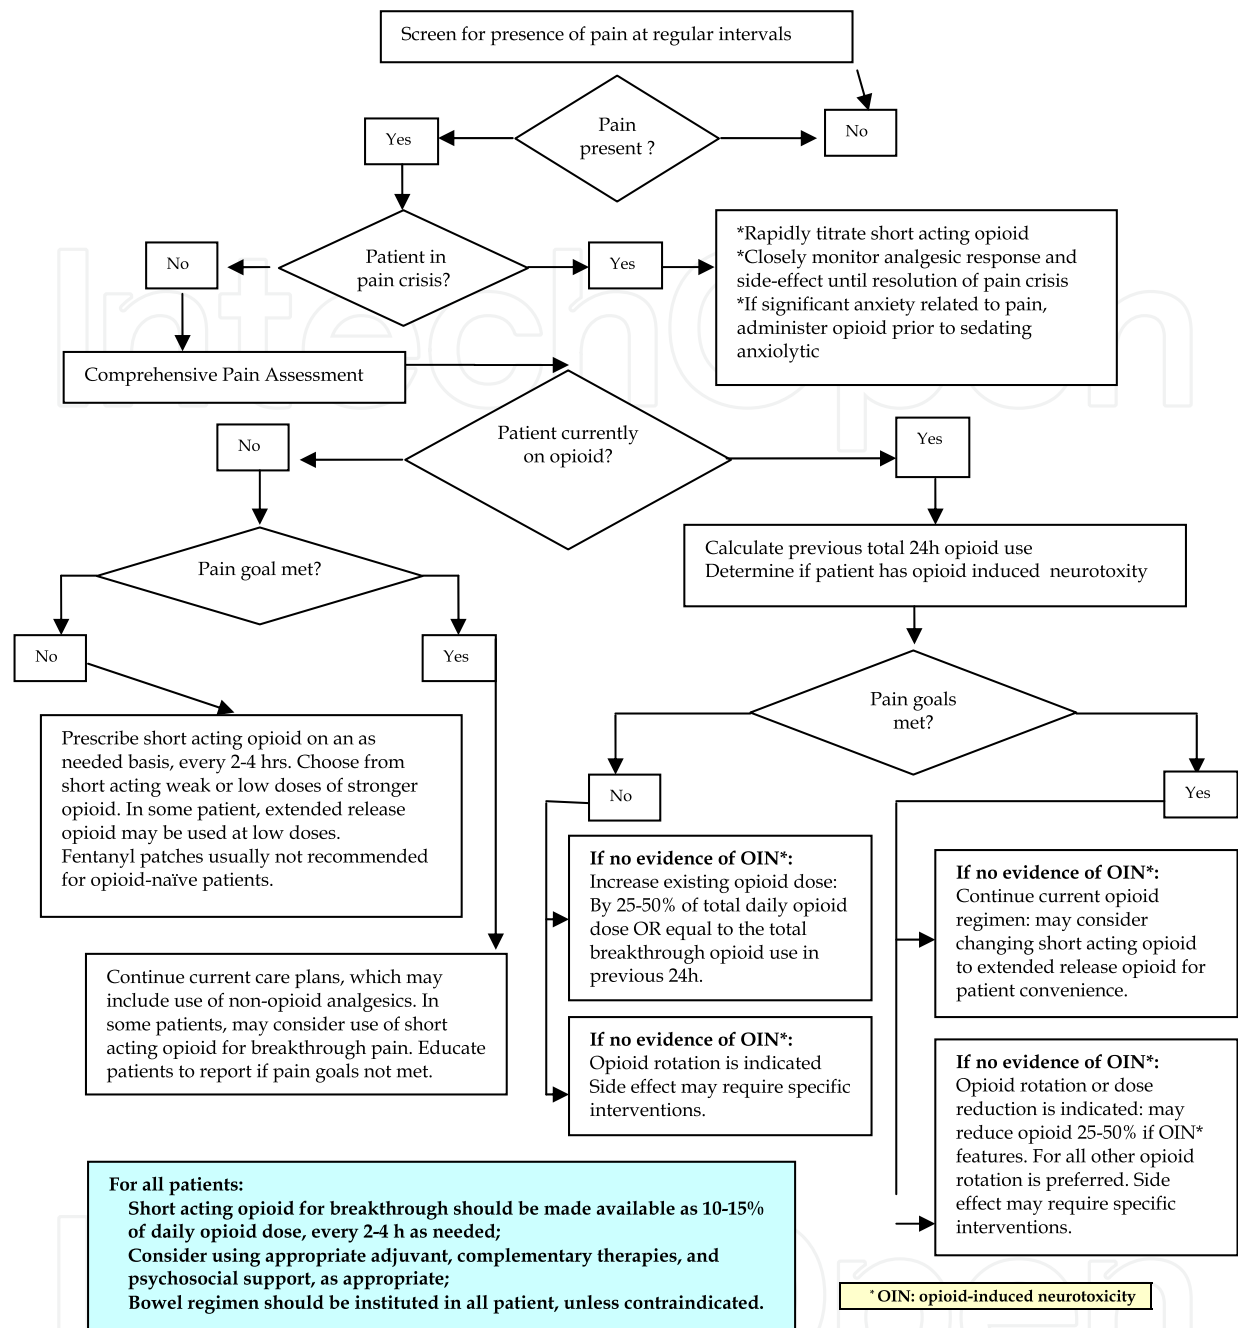 Screen for presence of pain at regular intervals
Pain
present ?
Yes
No
Patient in
pain crisis?
No
Yes
*Rapidly titrate short acting opioid
*Closely monitor analgesic response and
side-effect until resolution of pain crisis
*If significant anxiety related to pain,
administer opioid prior to sedating
anxiolytic
Comprehensive Pain Assessment
Patient currently
on opioid?
No
Yes
Pain goal met?
Calculate previous total 24h opioid use
Determine if patient has opioid induced  neurotoxity
No
Yes
Pain goals
met?
Prescribe short acting opioid on an as
needed basis, every 2-4 hrs. Choose from
short acting weak or low doses of stronger
opioid. In some patient, extended release
opioid may be used at low doses.
Fentanyl patches usually not recommended
for opioid-naïve patients.
No
Yes
If no evidence of OIN*:
Increase existing opioid dose:
By 25-50% of total daily opioid
dose OR equal to the total
breakthrough opioid use in
previous 24h.
If no evidence of OIN*:
Continue current opioid
regimen: may consider
changing short acting opioid
to extended release opioid for
patient convenience.
Continue current care plans, which may
include use of non-opioid analgesics. In
some patients, may consider use of short
acting opioid for breakthrough pain. Educate
patients to report if pain goals not met.
If no evidence of OIN*:
Opioid rotation is indicated
Side effect may require specific
interventions.
If no evidence of OIN*:
Opioid rotation or dose
reduction is indicated: may
reduce opioid 25-50% if OIN*
features. For all other opioid
rotation is preferred. Side
effect may require specific
interventions.
For all patients:
Short acting opioid for breakthrough should be made available as 10-15%
of daily opioid dose, every 2-4 h as needed;
Consider using appropriate adjuvant, complementary therapies, and
psychosocial support, as appropriate;
Bowel regimen should be instituted in all patient, unless contraindicated.
* OIN: opioid-induced neurotoxicity
IntechOpen